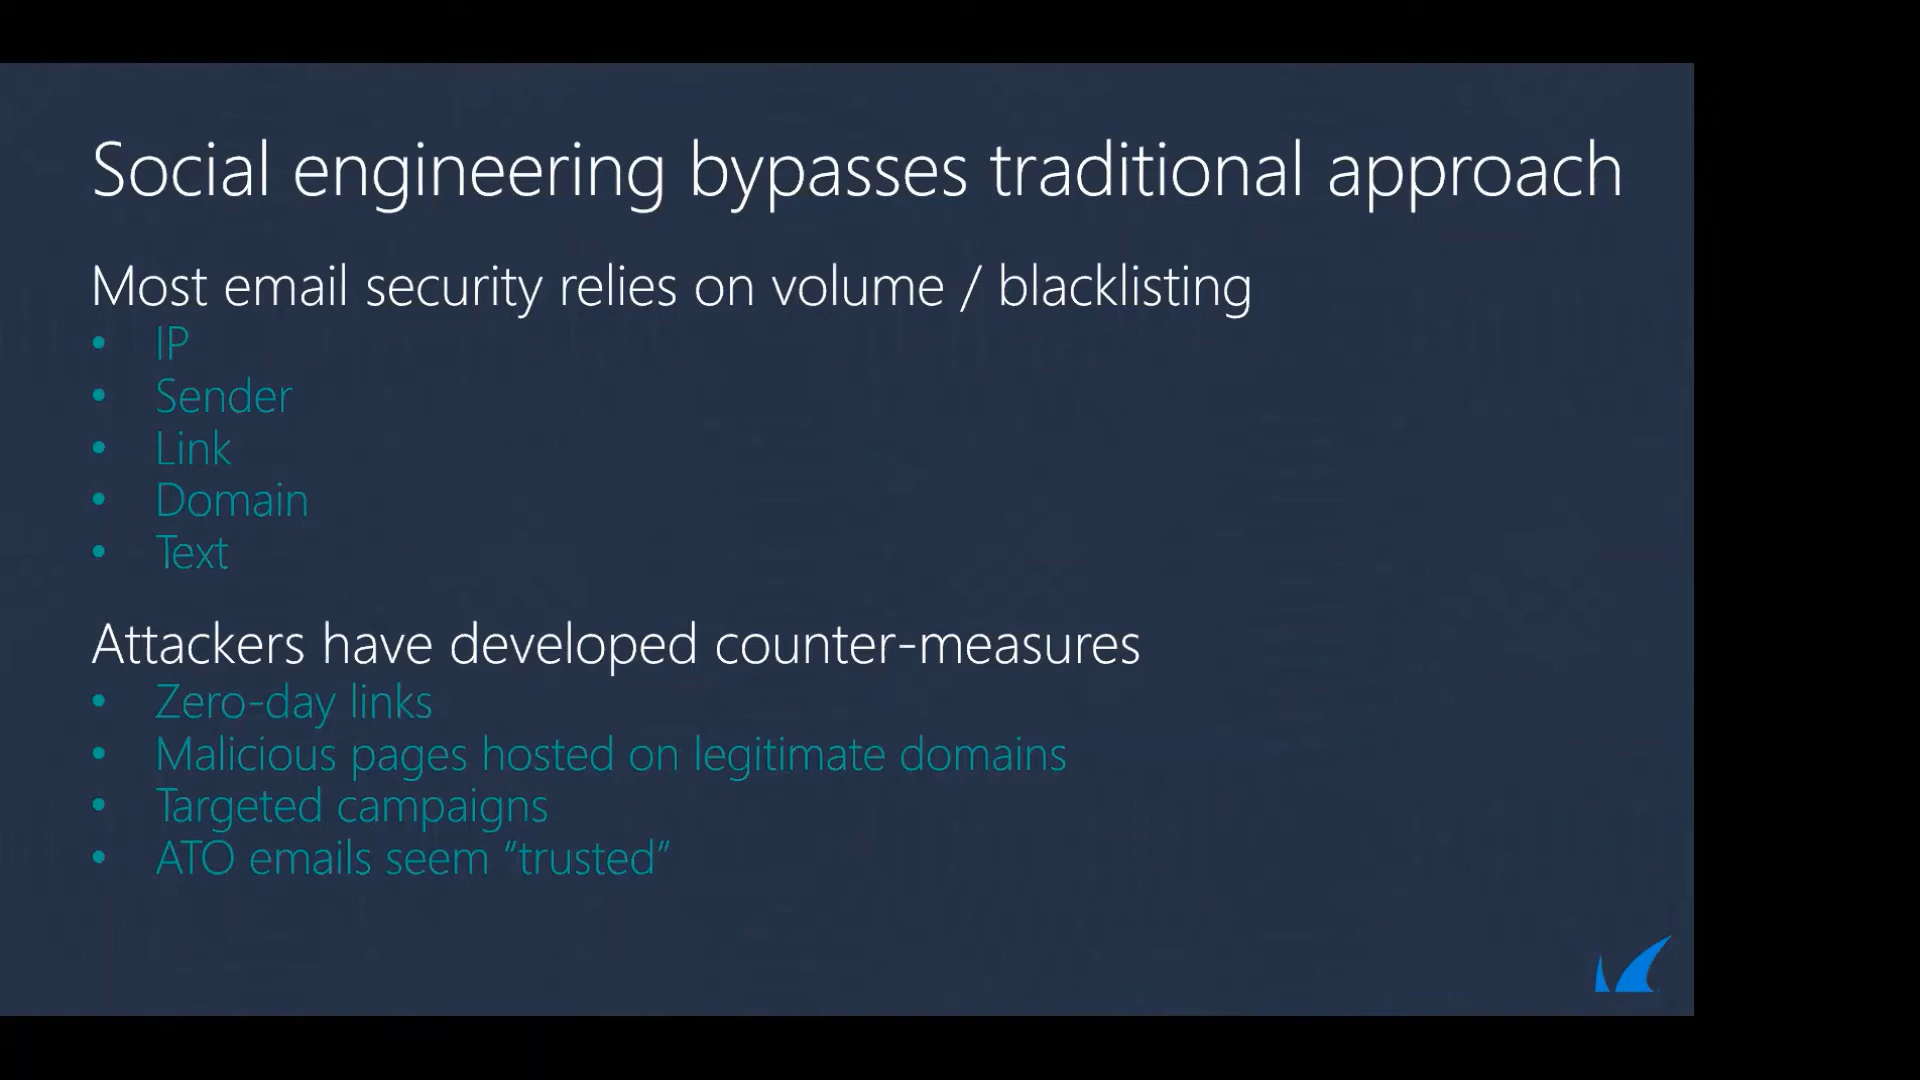 Social engineering bypasses traditional approach
Most email security relies on volume / blacklisting
• IP
• Sender
• Link
• Domain
• Text
Attackers have developed counter-measures
• Zero-day links
• Malicious pages hosted on legitimate domains
• Targeted campaigns
• ATO emails seem “trusted”